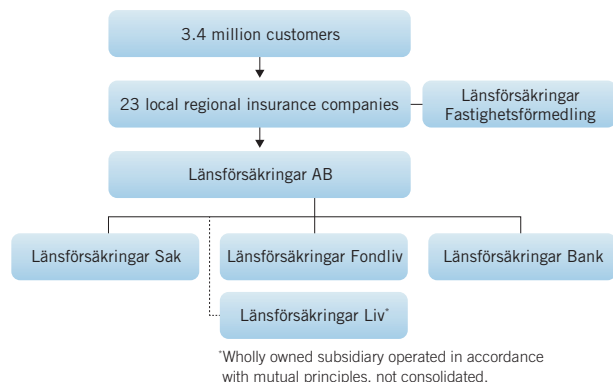 3.4 million customers
23 local regional insurance companies
Länsförsäkringar
Fastighetsförmedling
Länsförsäkringar AB
Länsförsäkringar Sak
Länsförsäkringar Fondliv
Länsförsäkringar Bank
Länsförsäkringar Liv*
*Wholly owned subsidiary operated in accordance
with mutual principles, not consolidated.